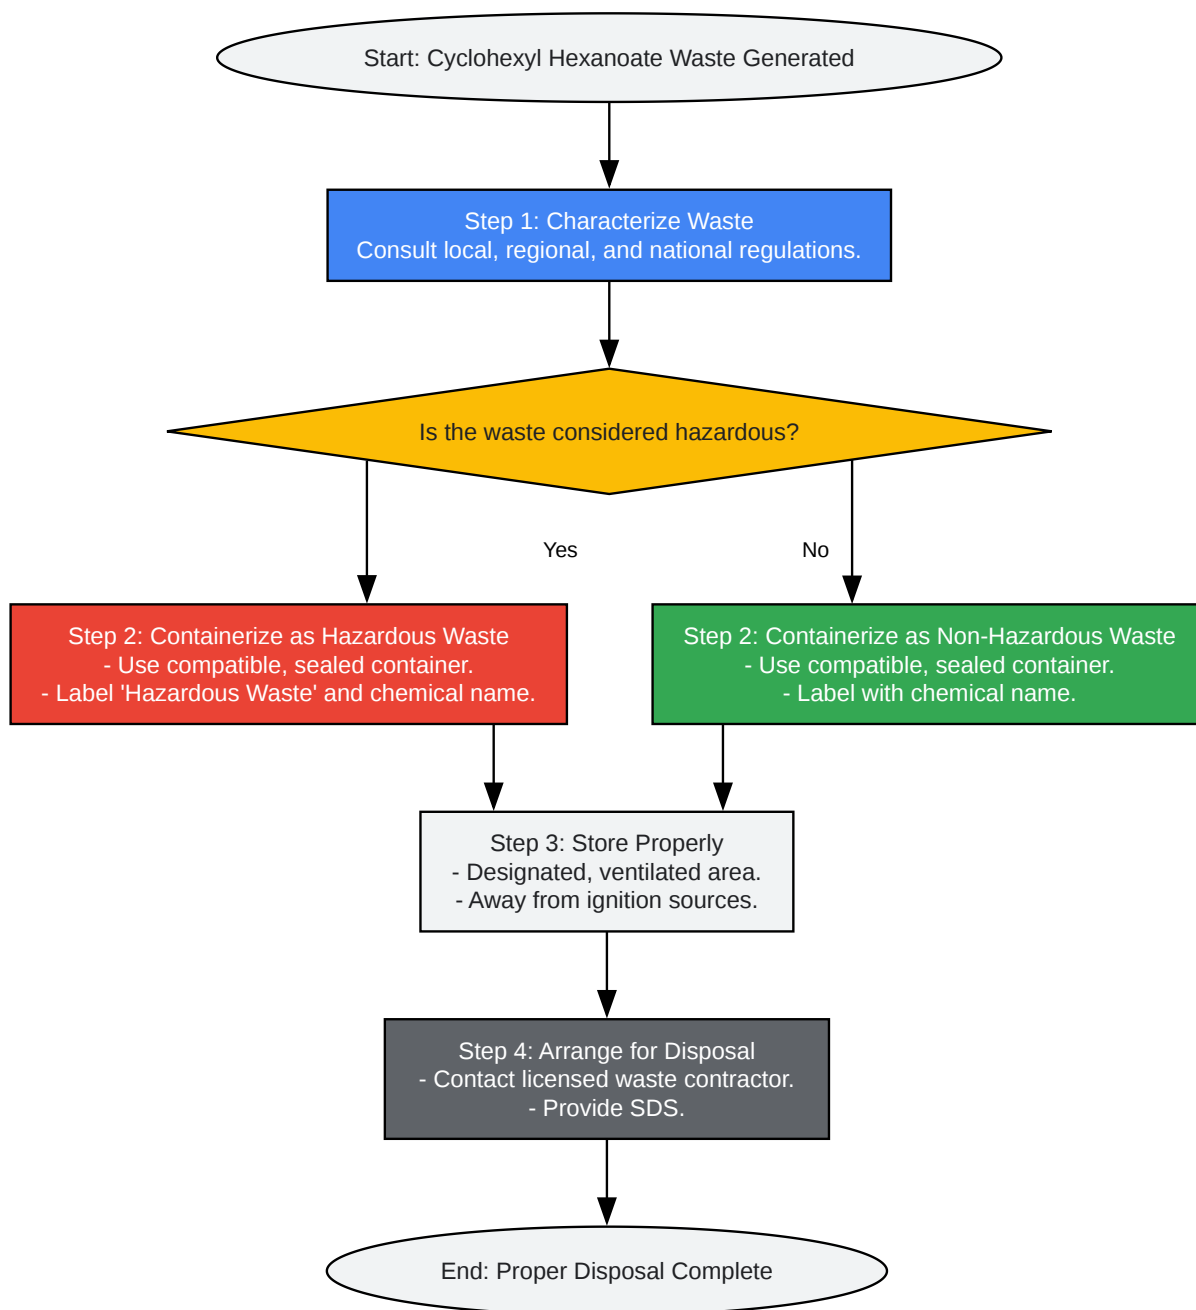 Start: Cyclohexyl Hexanoate Waste Generated
Step 1: Characterize Waste
Consult local, regional, and national regulations.
Is the waste considered hazardous?
Yes
No
Step 2: Containerize as Hazardous Waste
- Use compatible, sealed container.
- Label 'Hazardous Waste' and chemical name.
Step 2: Containerize as Non-Hazardous Waste
- Use compatible, sealed container.
- Label with chemical name.
Step 3: Store Properly
- Designated, ventilated area.
- Away from ignition sources.
Step 4: Arrange for Disposal
- Contact licensed waste contractor.
- Provide SDS.
End: Proper Disposal Complete